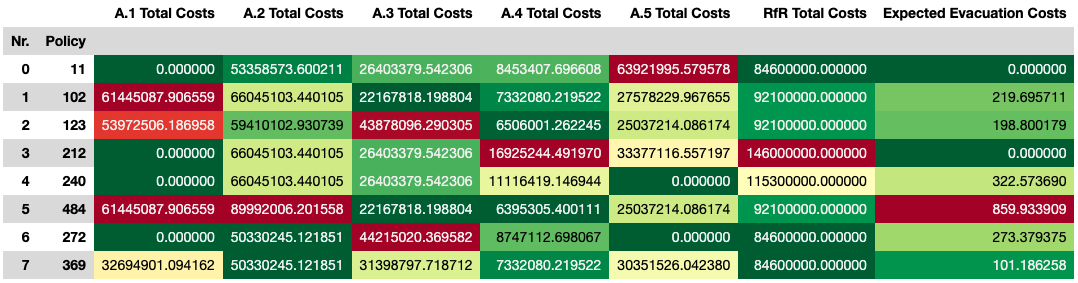 A.1 Total Costs A.2 Total Costs A.3 Total Costs A.4 Total Costs A.5 Total Costs RfR Total Costs Expected Evacuation Costs
Nr. Policy
0 11 0.000000 53358573.600211 26403379.542306 8453407.696608 63921995.579578 84600000.000000 0.000000
1 102 61445087.906559 66045103.440105 22167818.198804 7332080.219522 27578229.967655 92100000.000000 219.695711
2 123 53972506.186958 59410102.930739 43878096.290305 6506001.262245 25037214.086174 92100000.000000 198.800179
3 212 0.000000 66045103.440105 26403379.542306 16925244.491970 33377116.557197 146000000.000000 0.000000
4 240 0.000000 66045103.440105 26403379.542306 11116419.146944 0.000000 115300000.000000 322.573690
5 484 61445087.906559 89992006.201558 22167818.198804 6395305.400111 25037214.086174 92100000.000000 859.933909
6 272 0.000000 50330245.121851 44215020.369582 8747112.698067 0.000000 84600000.000000 273.379375
7 369 32694901.094162 50330245.121851 31398797.718712 7332080.219522 30351526.042380 84600000.000000 101.186258